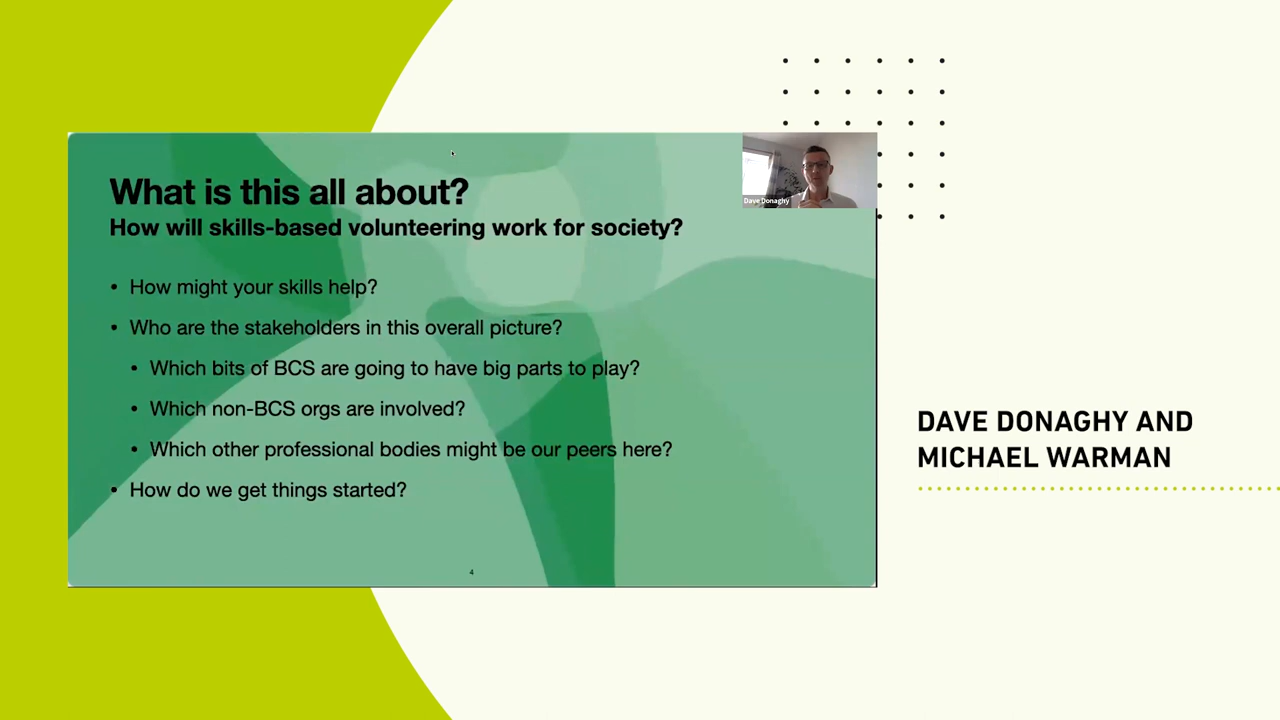 What is this all about?
How will skills-based volunteering work for society?
• How might your skills help?
• Who are the stakeholders in this overall picture?
• Which bits of BCS are going to have big parts to play?
• Which non-BCS orgs are involved?
• Which other professional bodies might be our peers here?
• How do we get things started?
4
Dave Donaghy
DAVE DONAGHY AND
MICHAEL WARMAN